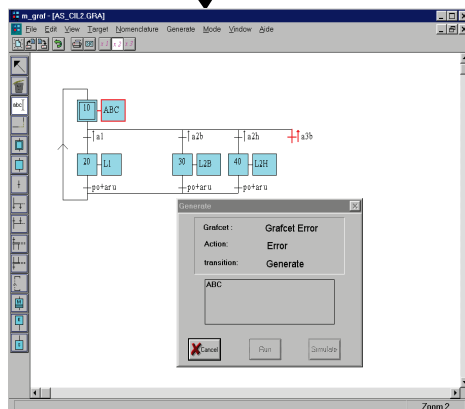 m_graf - [AS_CIL2.GRA]
File Edit View Target Nomenclature Generate Mode Vindow Aide
abc
10 ABC
↑a1 ↑a2b ↑a2h ↑a3b
20 L1 30 L2B 40 L2H
po+aru po+aru po+aru
Generate
Grafcet : Grafcet Error
Action: Error
transition: Generate
ABC
Cancel Run Simulate
Zoom 2